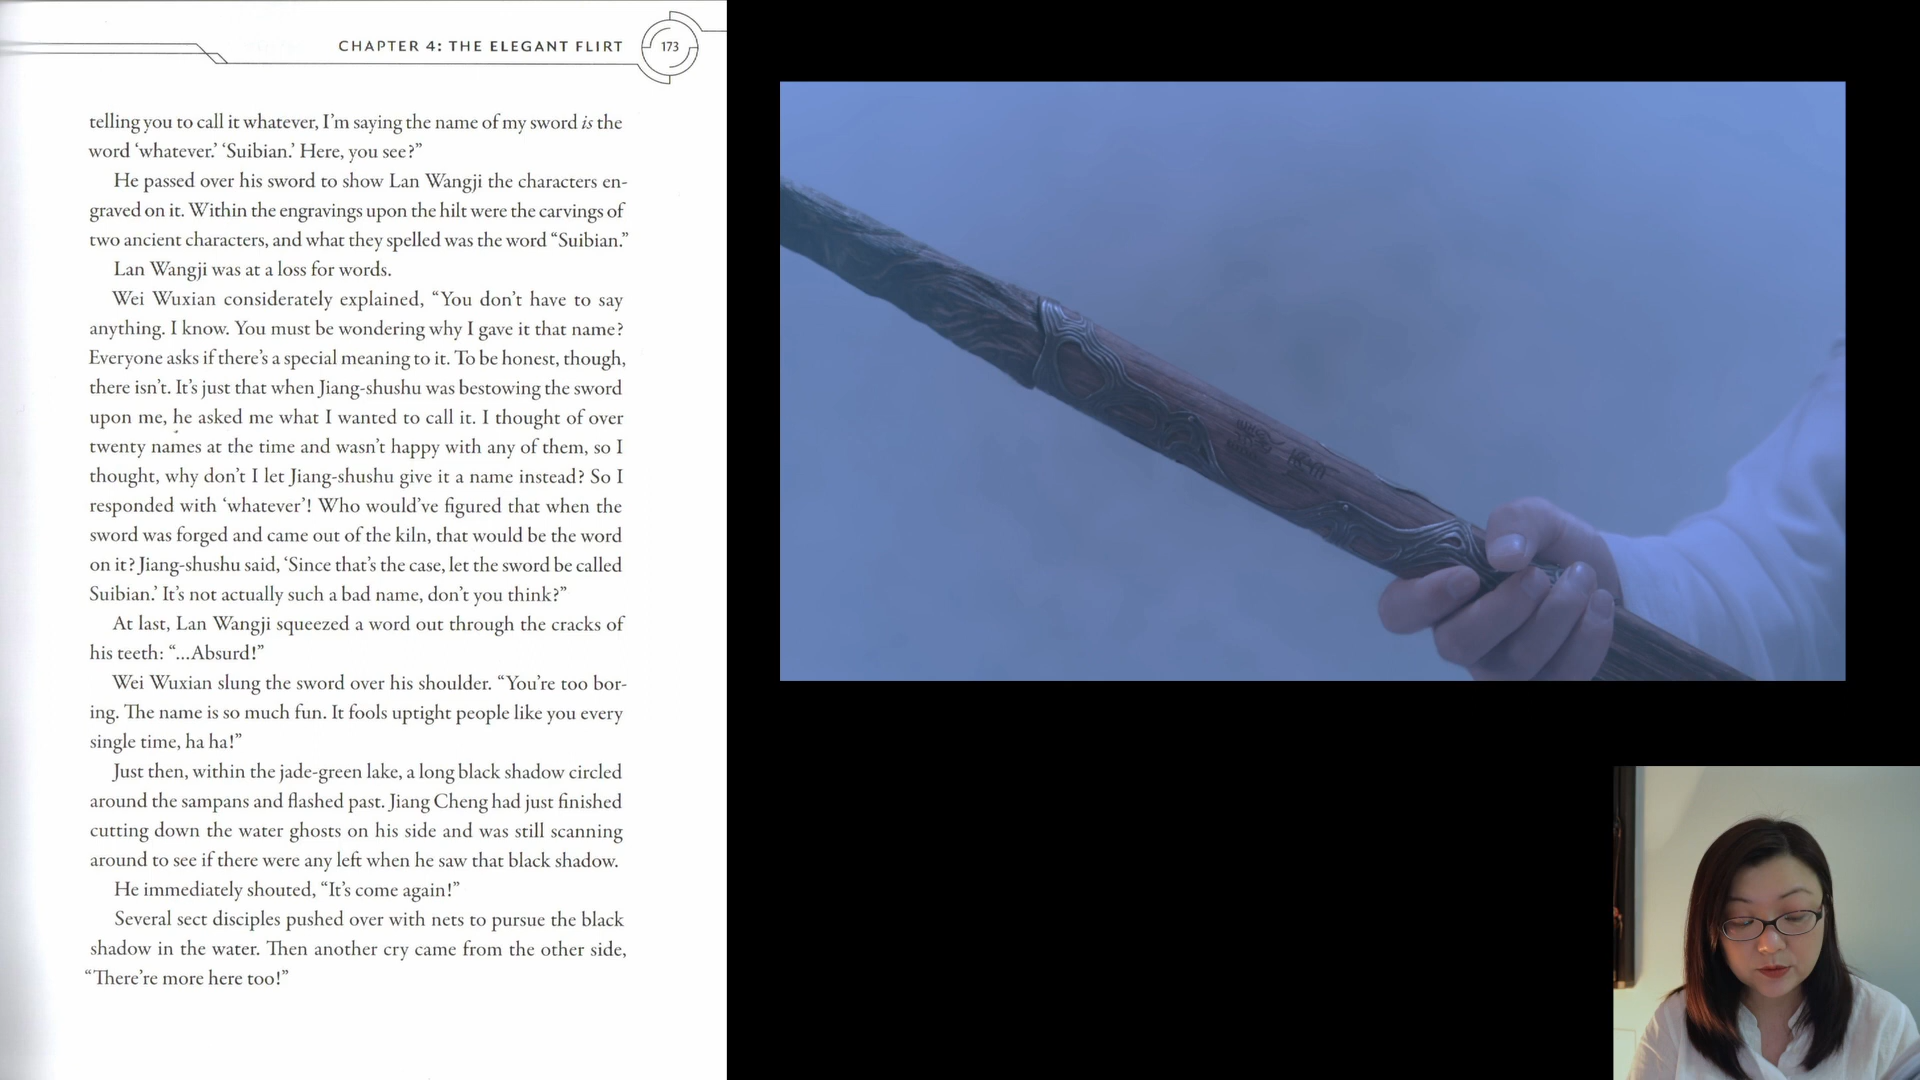 CHAPTER 4: THE ELEGANT FLIRT 173
telling you to call it whatever, I'm saying the name of my sword is the
word 'whatever.' 'Suibian.' Here, you see?"
He passed over his sword to show Lan Wangji the characters en-
graved on it. Within the engravings upon the hilt were the carvings of
two ancient characters, and what they spelled was the word "Suibian."
Lan Wangji was at a loss for words.
Wei Wuxian considerately explained, "You don't have to say
anything. I know. You must be wondering why I gave it that name?
Everyone asks if there's a special meaning to it. To be honest, though,
there isn't. It's just that when Jiang-shushu was bestowing the sword
upon me, he asked me what I wanted to call it. I thought of over
twenty names at the time and wasn't happy with any of them, so I
thought, why don't I let Jiang-shushu give it a name instead? So I
responded with 'whatever'! Who would've figured that when the
sword was forged and came out of the kiln, that would be the word
on it? Jiang-shushu said, 'Since that's the case, let the sword be called
Suibian.' It's not actually such a bad name, don't you think?"
At last, Lan Wangji squeezed a word out through the cracks of
his teeth: "...Absurd!"
Wei Wuxian slung the sword over his shoulder. "You're too bor-
ing. The name is so much fun. It fools uptight people like you every
single time, ha ha!"
Just then, within the jade-green lake, a long black shadow circled
around the sampans and flashed past. Jiang Cheng had just finished
cutting down the water ghosts on his side and was still scanning
around to see if there were any left when he saw that black shadow.
He immediately shouted, "It's come again!"
Several sect disciples pushed over with nets to pursue the black
shadow in the water. Then another cry came from the other side,
"There're more here too!"